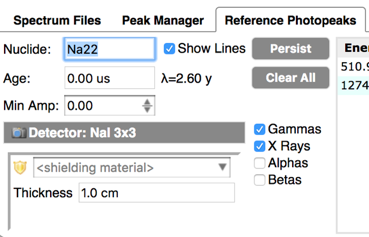 Spectrum Files Peak Manager Reference Photopeaks
Nuclide: Na22 Show Lines Persist
Age: 0.00 us λ=2.60 y Clear All
Min Amp: 0.00
Detector: NaI 3x3
<shielding material>
Thickness 1.0 cm
Gammas
X Rays
Alphas
Betas
Ener
510.9
1274